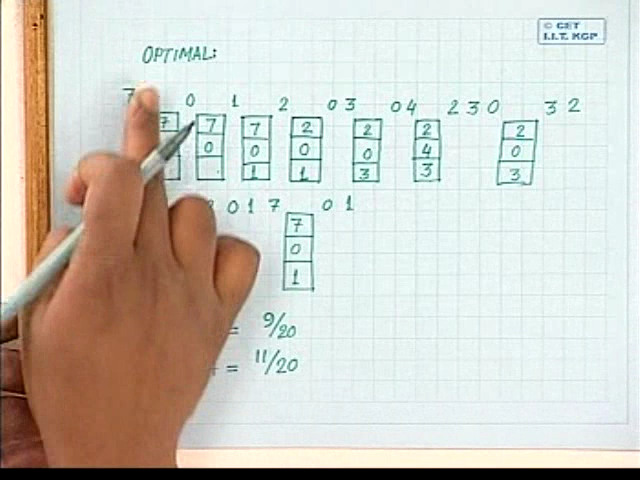 © CET
I.I.T. KGP
OPTIMAL:
7 0 1 2 0 3 0 4 2 3 0 3 2
7 7 7 2 2 2 2
0 0 0 0 4 0
1 1 3 3 3
0 1 7 0 1
7
0
1
= 9/20
= 11/20